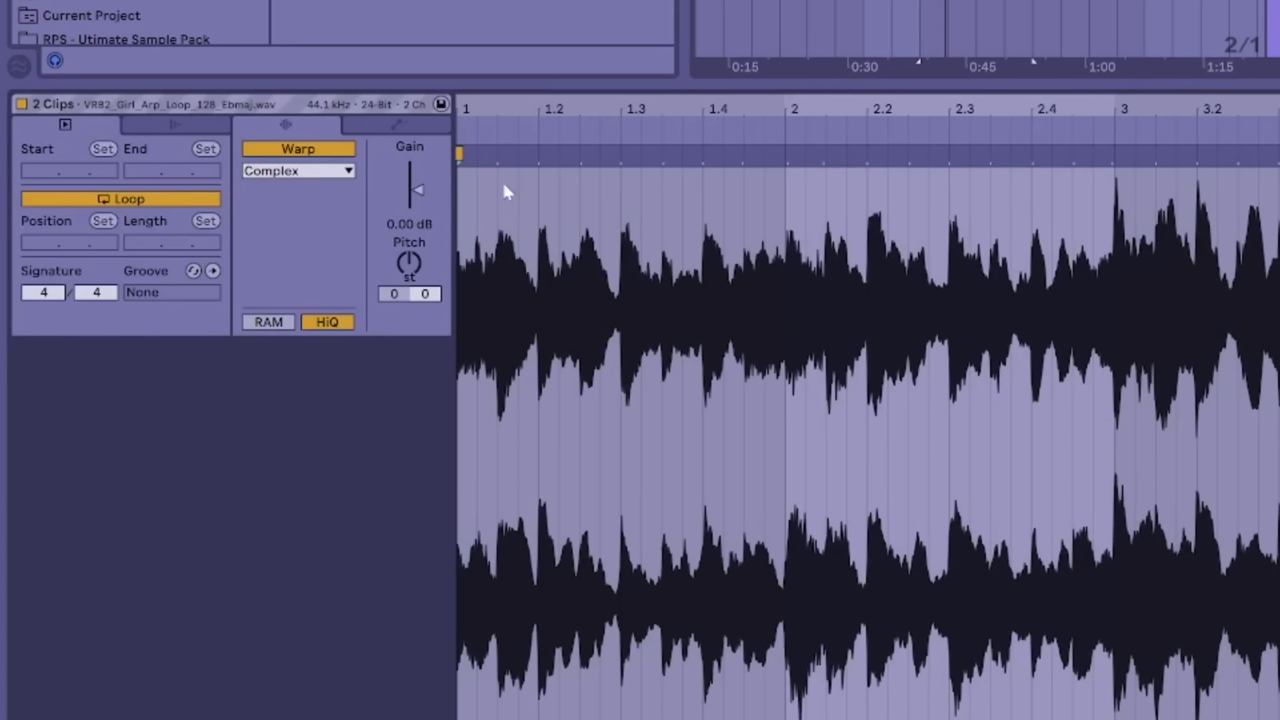 Current Project
RPS - Utimate Sample Pack
2/1
0:15 0:30 0:45 1:00 1:15
2 Clips · VRB2_Girl_Arp_Loop_128_Ebmaj.wav 44.1 kHz · 24-Bit · 2 Ch
1 1.2 1.3 1.4 2 2.2 2.3 2.4 3 3.2
Start Set End Set
Warp
Gain
Complex
Loop
Position Set Length Set
0.00 dB
Pitch
st
Signature Groove
4 / 4 None
0 0
RAM HiQ